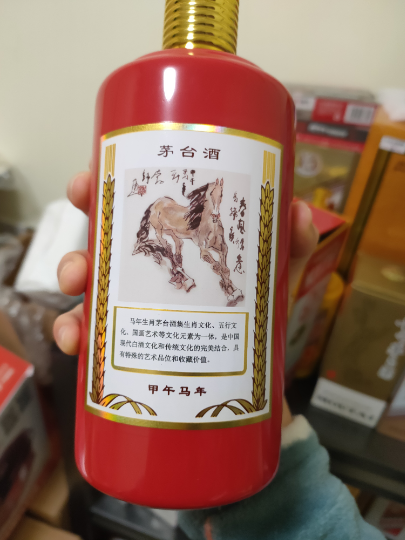 茅台酒
马年生肖茅台酒集生肖文化、五行文
化、国画艺术等文化元素为一体，是中国
现代白酒文化和传统文化的完美结合，具
有特殊的艺术品位和收藏价值。
甲午马年